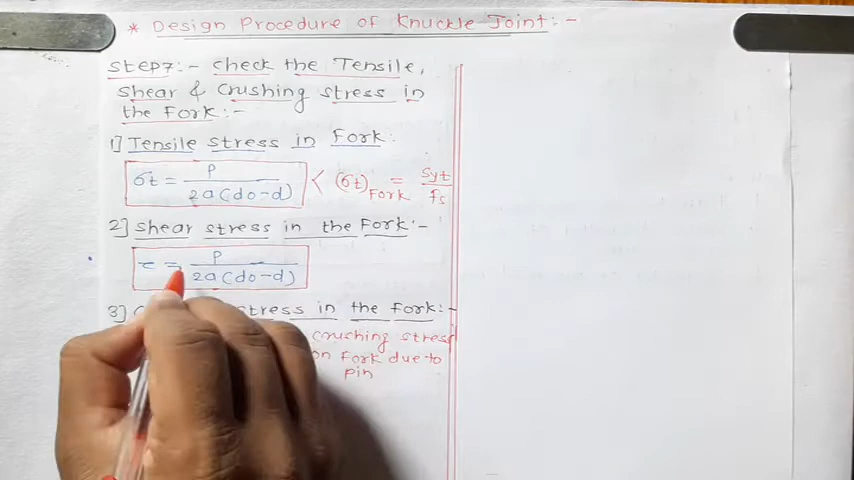 * Design Procedure of Knuckle Joint:-
Step7:- Check the Tensile,
Shear & Crushing stress in
the Fork:-
1] Tensile stress in Fork:
σt = P / 2a(do-d) < (σt)Fork = Syt / fs
2] Shear stress in the Fork:-
τ = P / 2a(do-d)
3] stress in the Fork:-
crushing stress
on Fork due to
pin